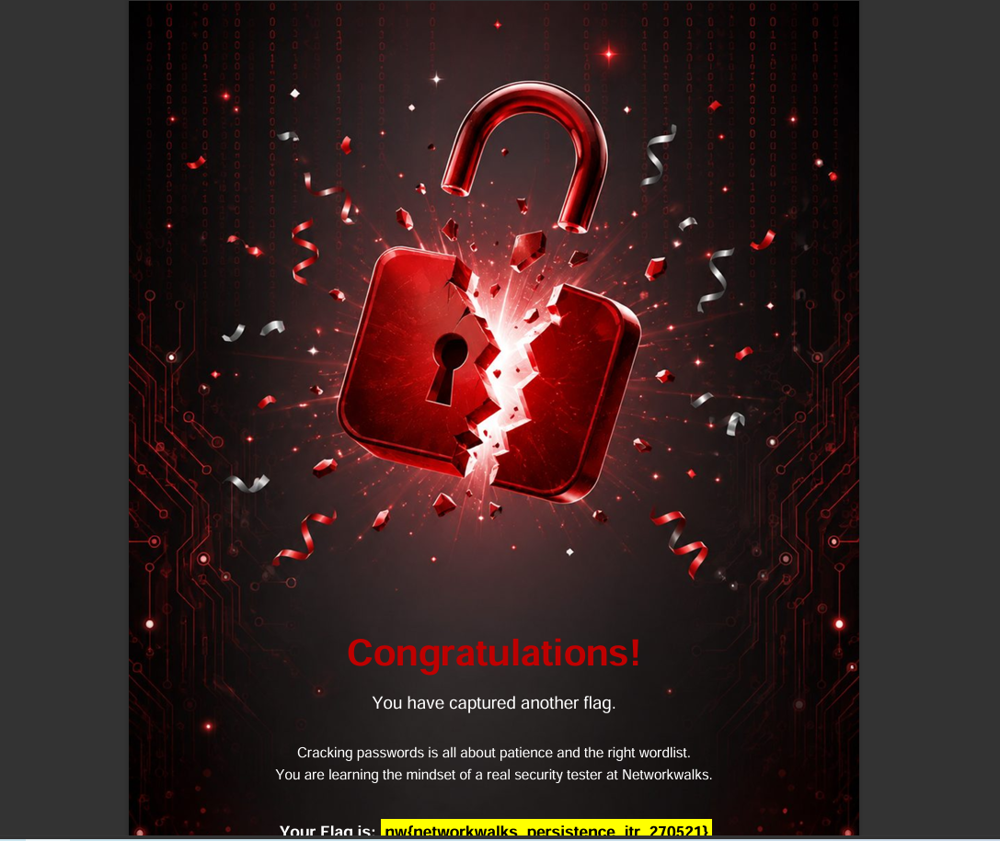 Congratulations!
You have captured another flag.
Cracking passwords is all about patience and the right wordlist.
You are learning the mindset of a real security tester at Networkwalks.
Your Flag is: nw{networkwalks_persistence_itr_270521}